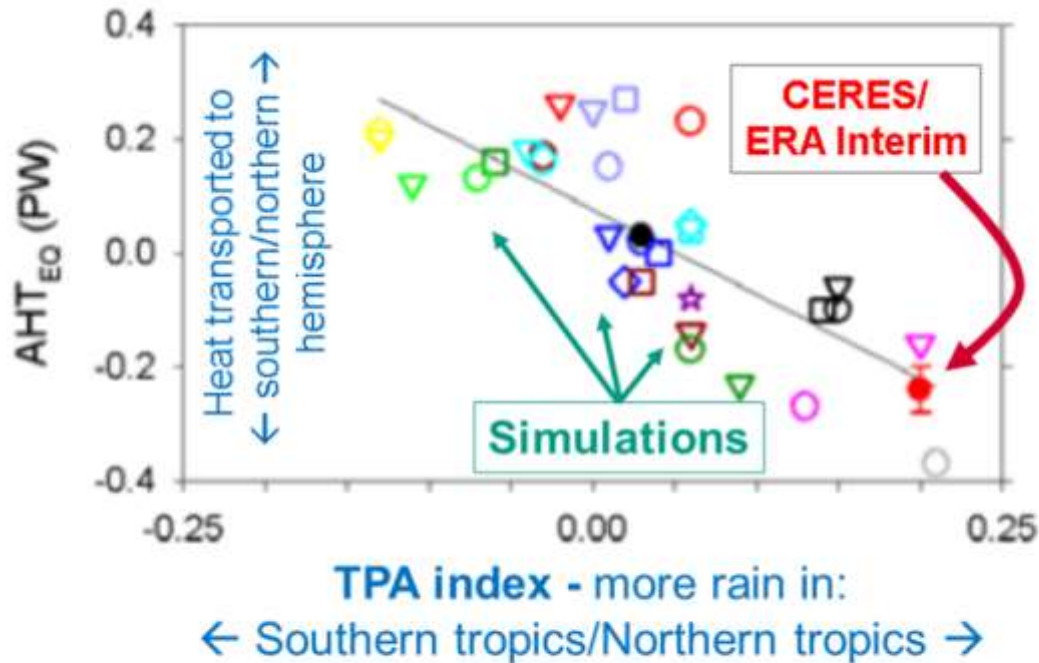 0.4
0.2
0.0
-0.2
-0.4
AHT_EQ (PW)
Heat transported to
← southern/northern →
hemisphere
CERES/
ERA Interim
Simulations
-0.25
0.00
0.25
TPA index - more rain in:
← Southern tropics/Northern tropics →